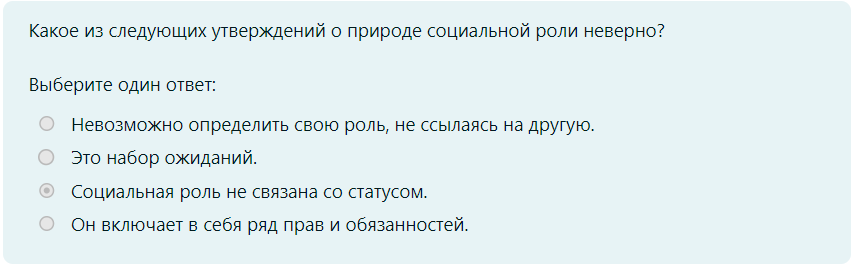 Какое из следующих утверждений о природе социальной роли неверно?
Выберите один ответ:
Невозможно определить свою роль, не ссылаясь на другую.
Это набор ожиданий.
Социальная роль не связана со статусом.
Он включает в себя ряд прав и обязанностей.